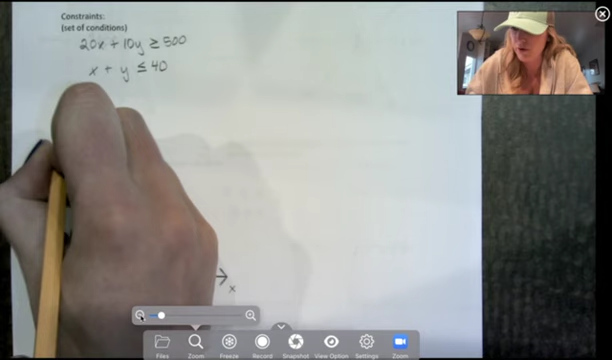 Constraints:
(set of conditions)
20x + 10y ≥ 500
x + y ≤ 40
x
Files
Zoom
Freeze
Record
Snapshot
View Option
Settings
Zoom